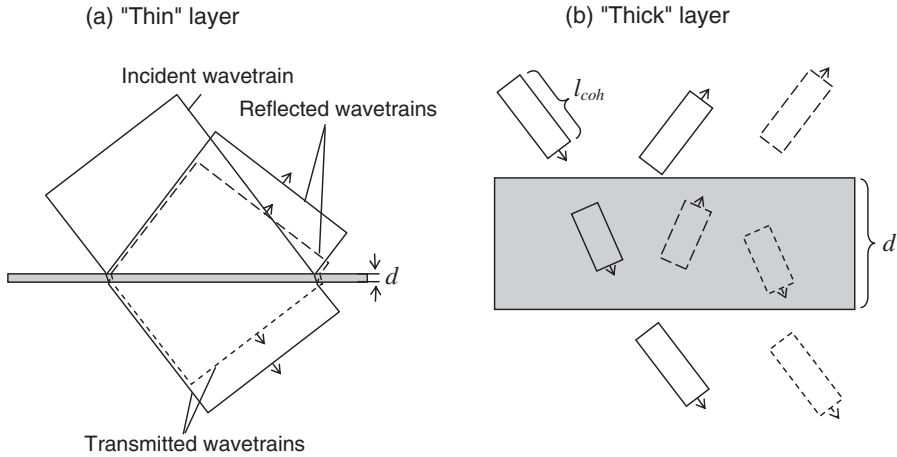 (a) "Thin" layer
Incident wavetrain
Reflected wavetrains
d
Transmitted wavetrains
(b) "Thick" layer
l_coh
d